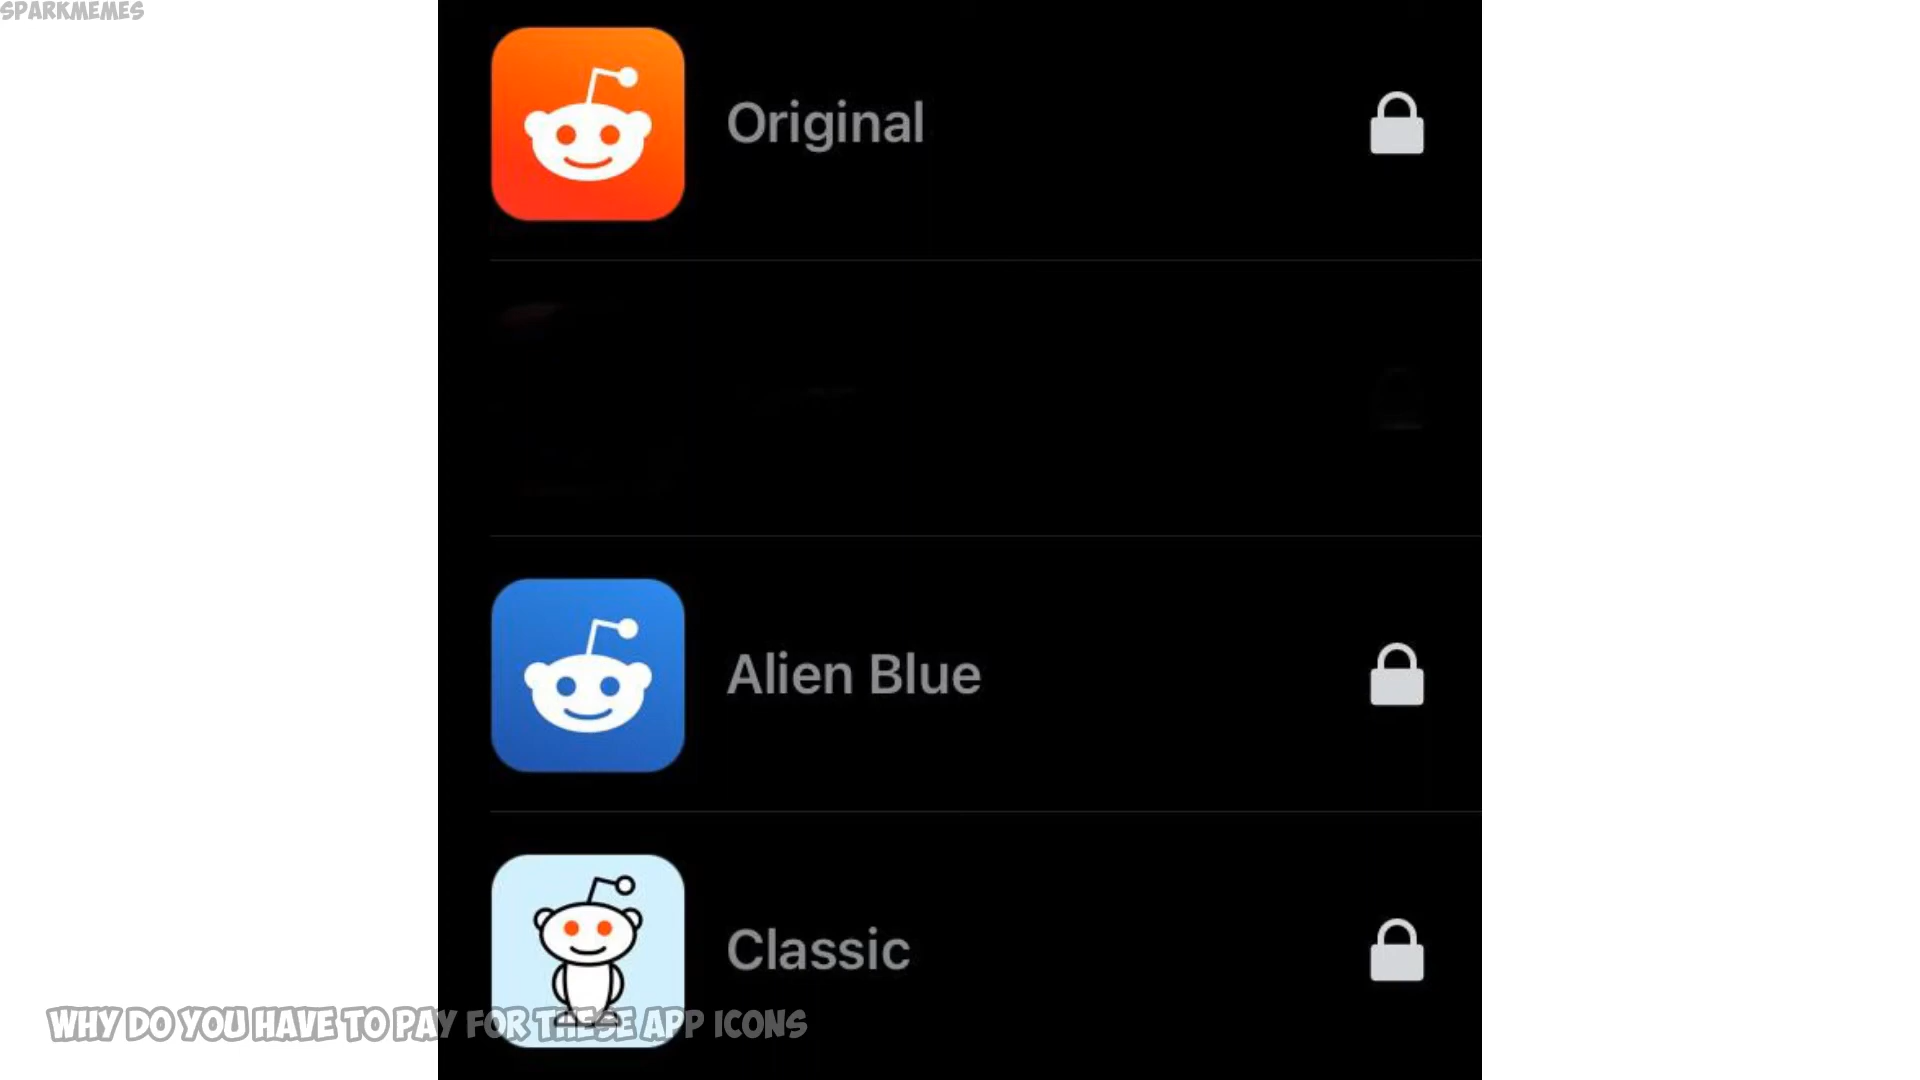 SPARKMEMES
Original
Alien Blue
Classic
WHY DO YOU HAVE TO PAY FOR THESE APP ICONS